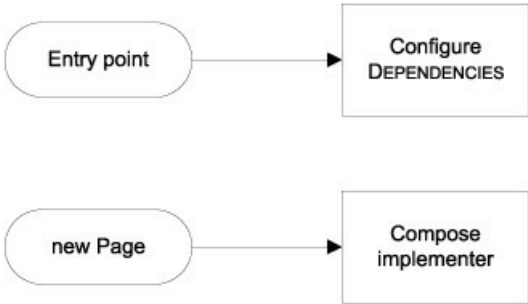 Entry point
Configure
DEPENDENCIES
new Page
Compose
implementer